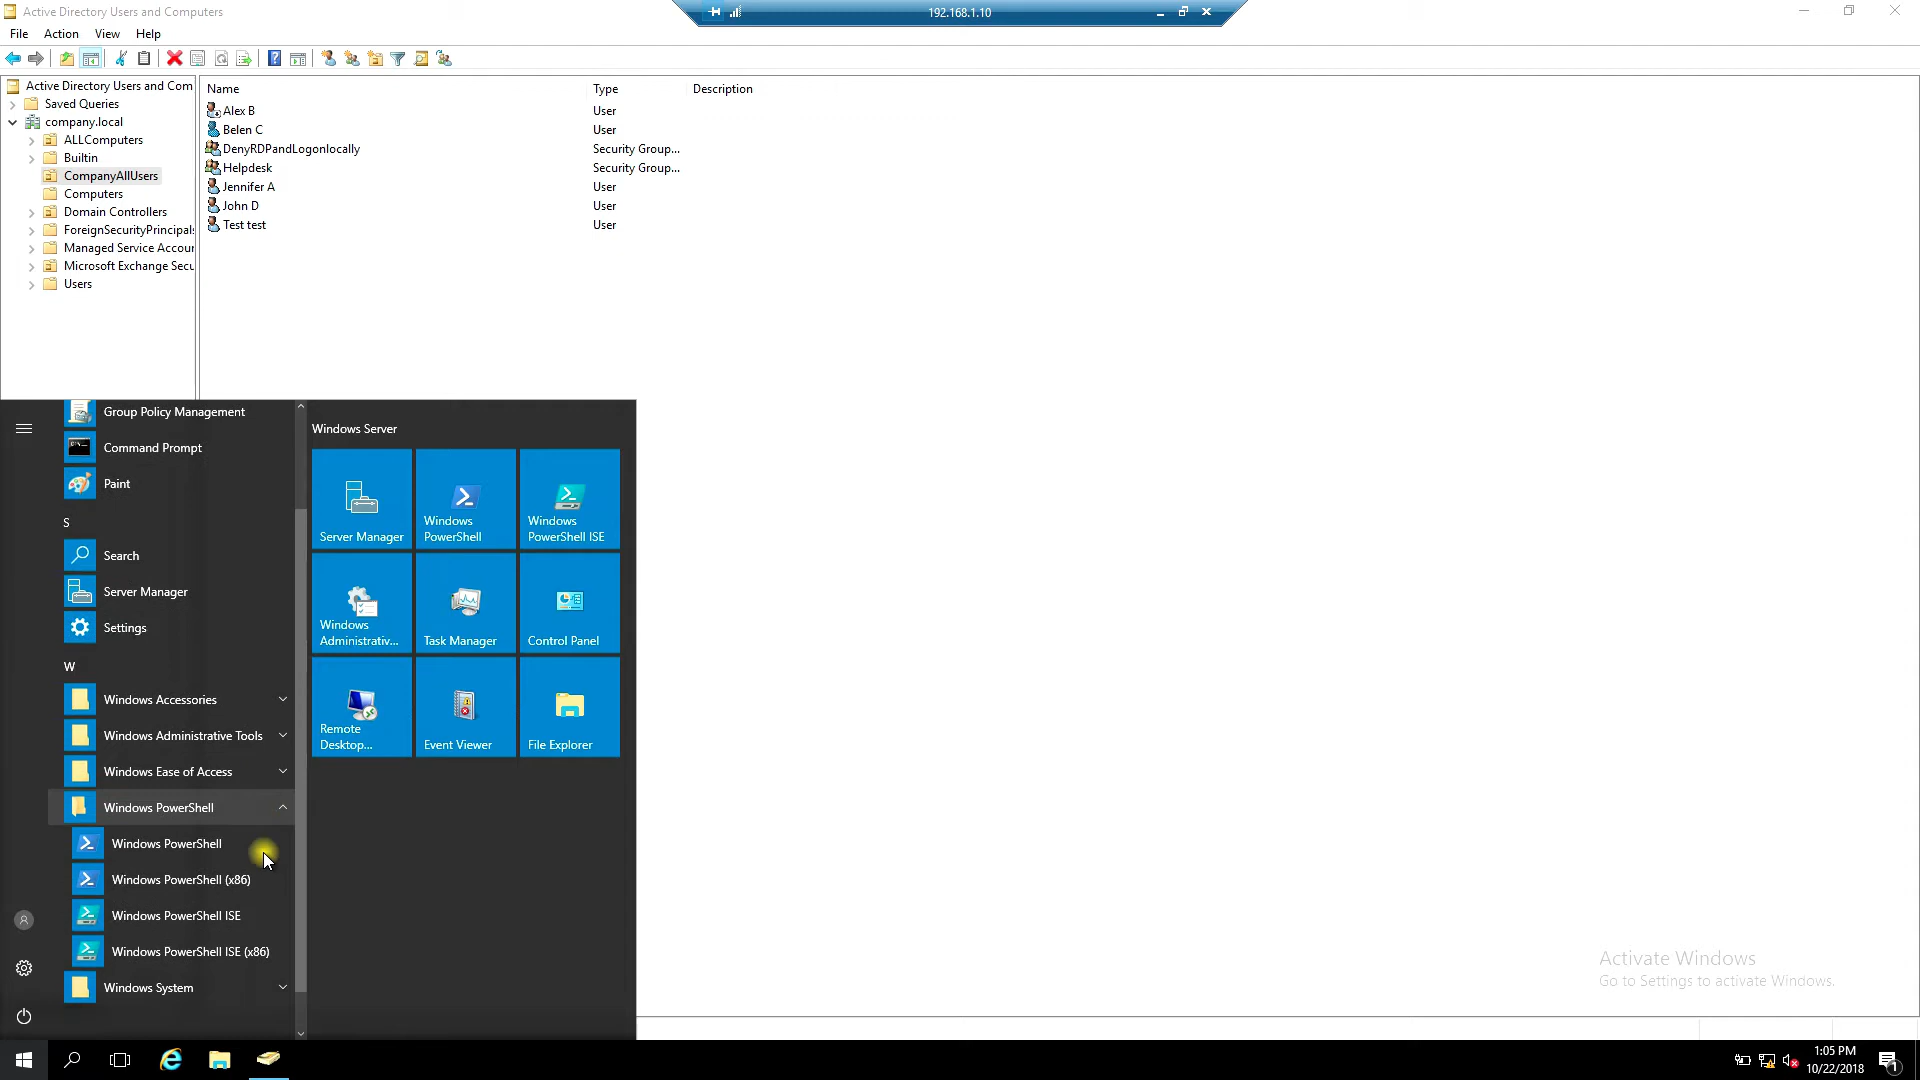 Active Directory Users and Computers
192.168.1.10
File Action View Help
Active Directory Users and Com
Saved Queries
company.local
ALLComputers
Builtin
CompanyAllUsers
Computers
Domain Controllers
ForeignSecurityPrincipals
Managed Service Accour
Microsoft Exchange Secu
Users
Name Type Description
Alex B User
Belen C User
DenyRDPandLogonlocally Security Group...
Helpdesk Security Group...
Jennifer A User
John D User
Test test User
Group Policy Management
Command Prompt
Paint
S
Search
Server Manager
Settings
W
Windows Accessories
Windows Administrative Tools
Windows Ease of Access
Windows PowerShell
Windows PowerShell
Windows PowerShell (x86)
Windows PowerShell ISE
Windows PowerShell ISE (x86)
Windows System
Windows Server
Server Manager
Windows
PowerShell
Windows
PowerShell ISE
Windows
Administrativ...
Task Manager
Control Panel
Remote
Desktop...
Event Viewer
File Explorer
Activate Windows
Go to Settings to activate Windows.
1:05 PM
10/22/2018
1